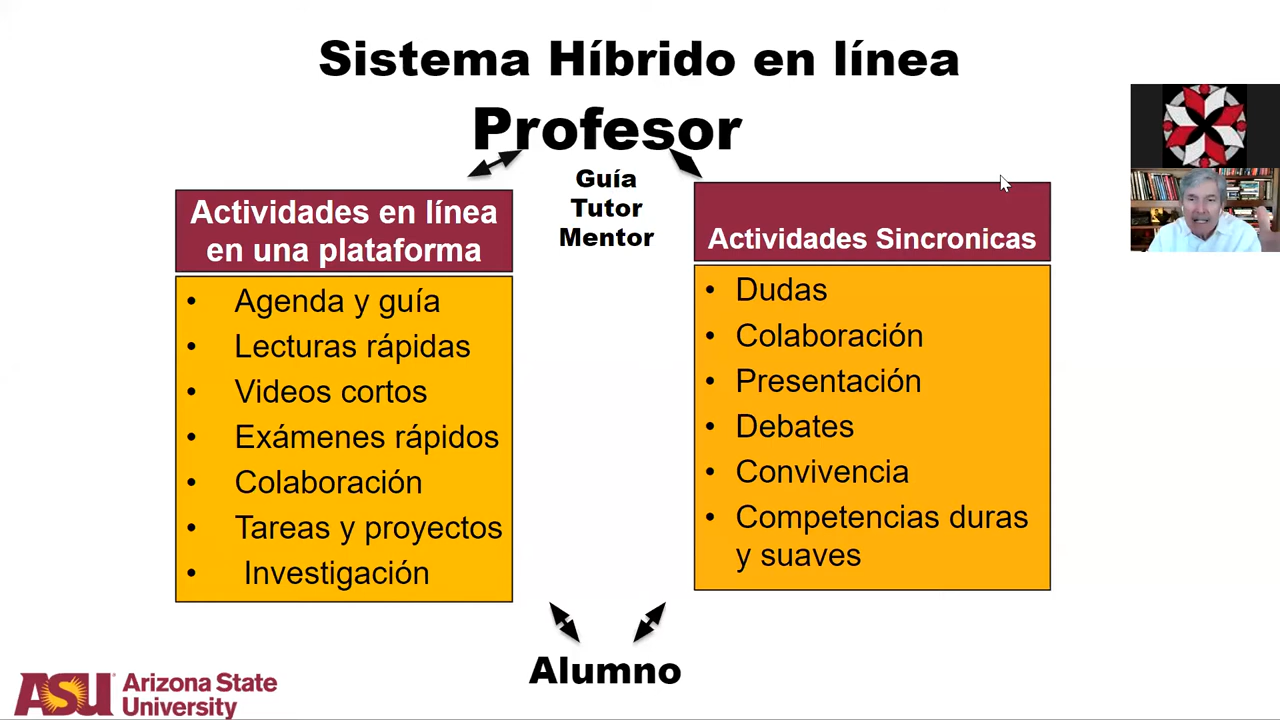 Sistema Híbrido en línea
Profesor
Guía
Tutor
Mentor
Actividades en línea
en una plataforma
• Agenda y guía
• Lecturas rápidas
• Videos cortos
• Exámenes rápidos
• Colaboración
• Tareas y proyectos
• Investigación
Actividades Sincronicas
• Dudas
• Colaboración
• Presentación
• Debates
• Convivencia
• Competencias duras
y suaves
Alumno
ASU Arizona State
University